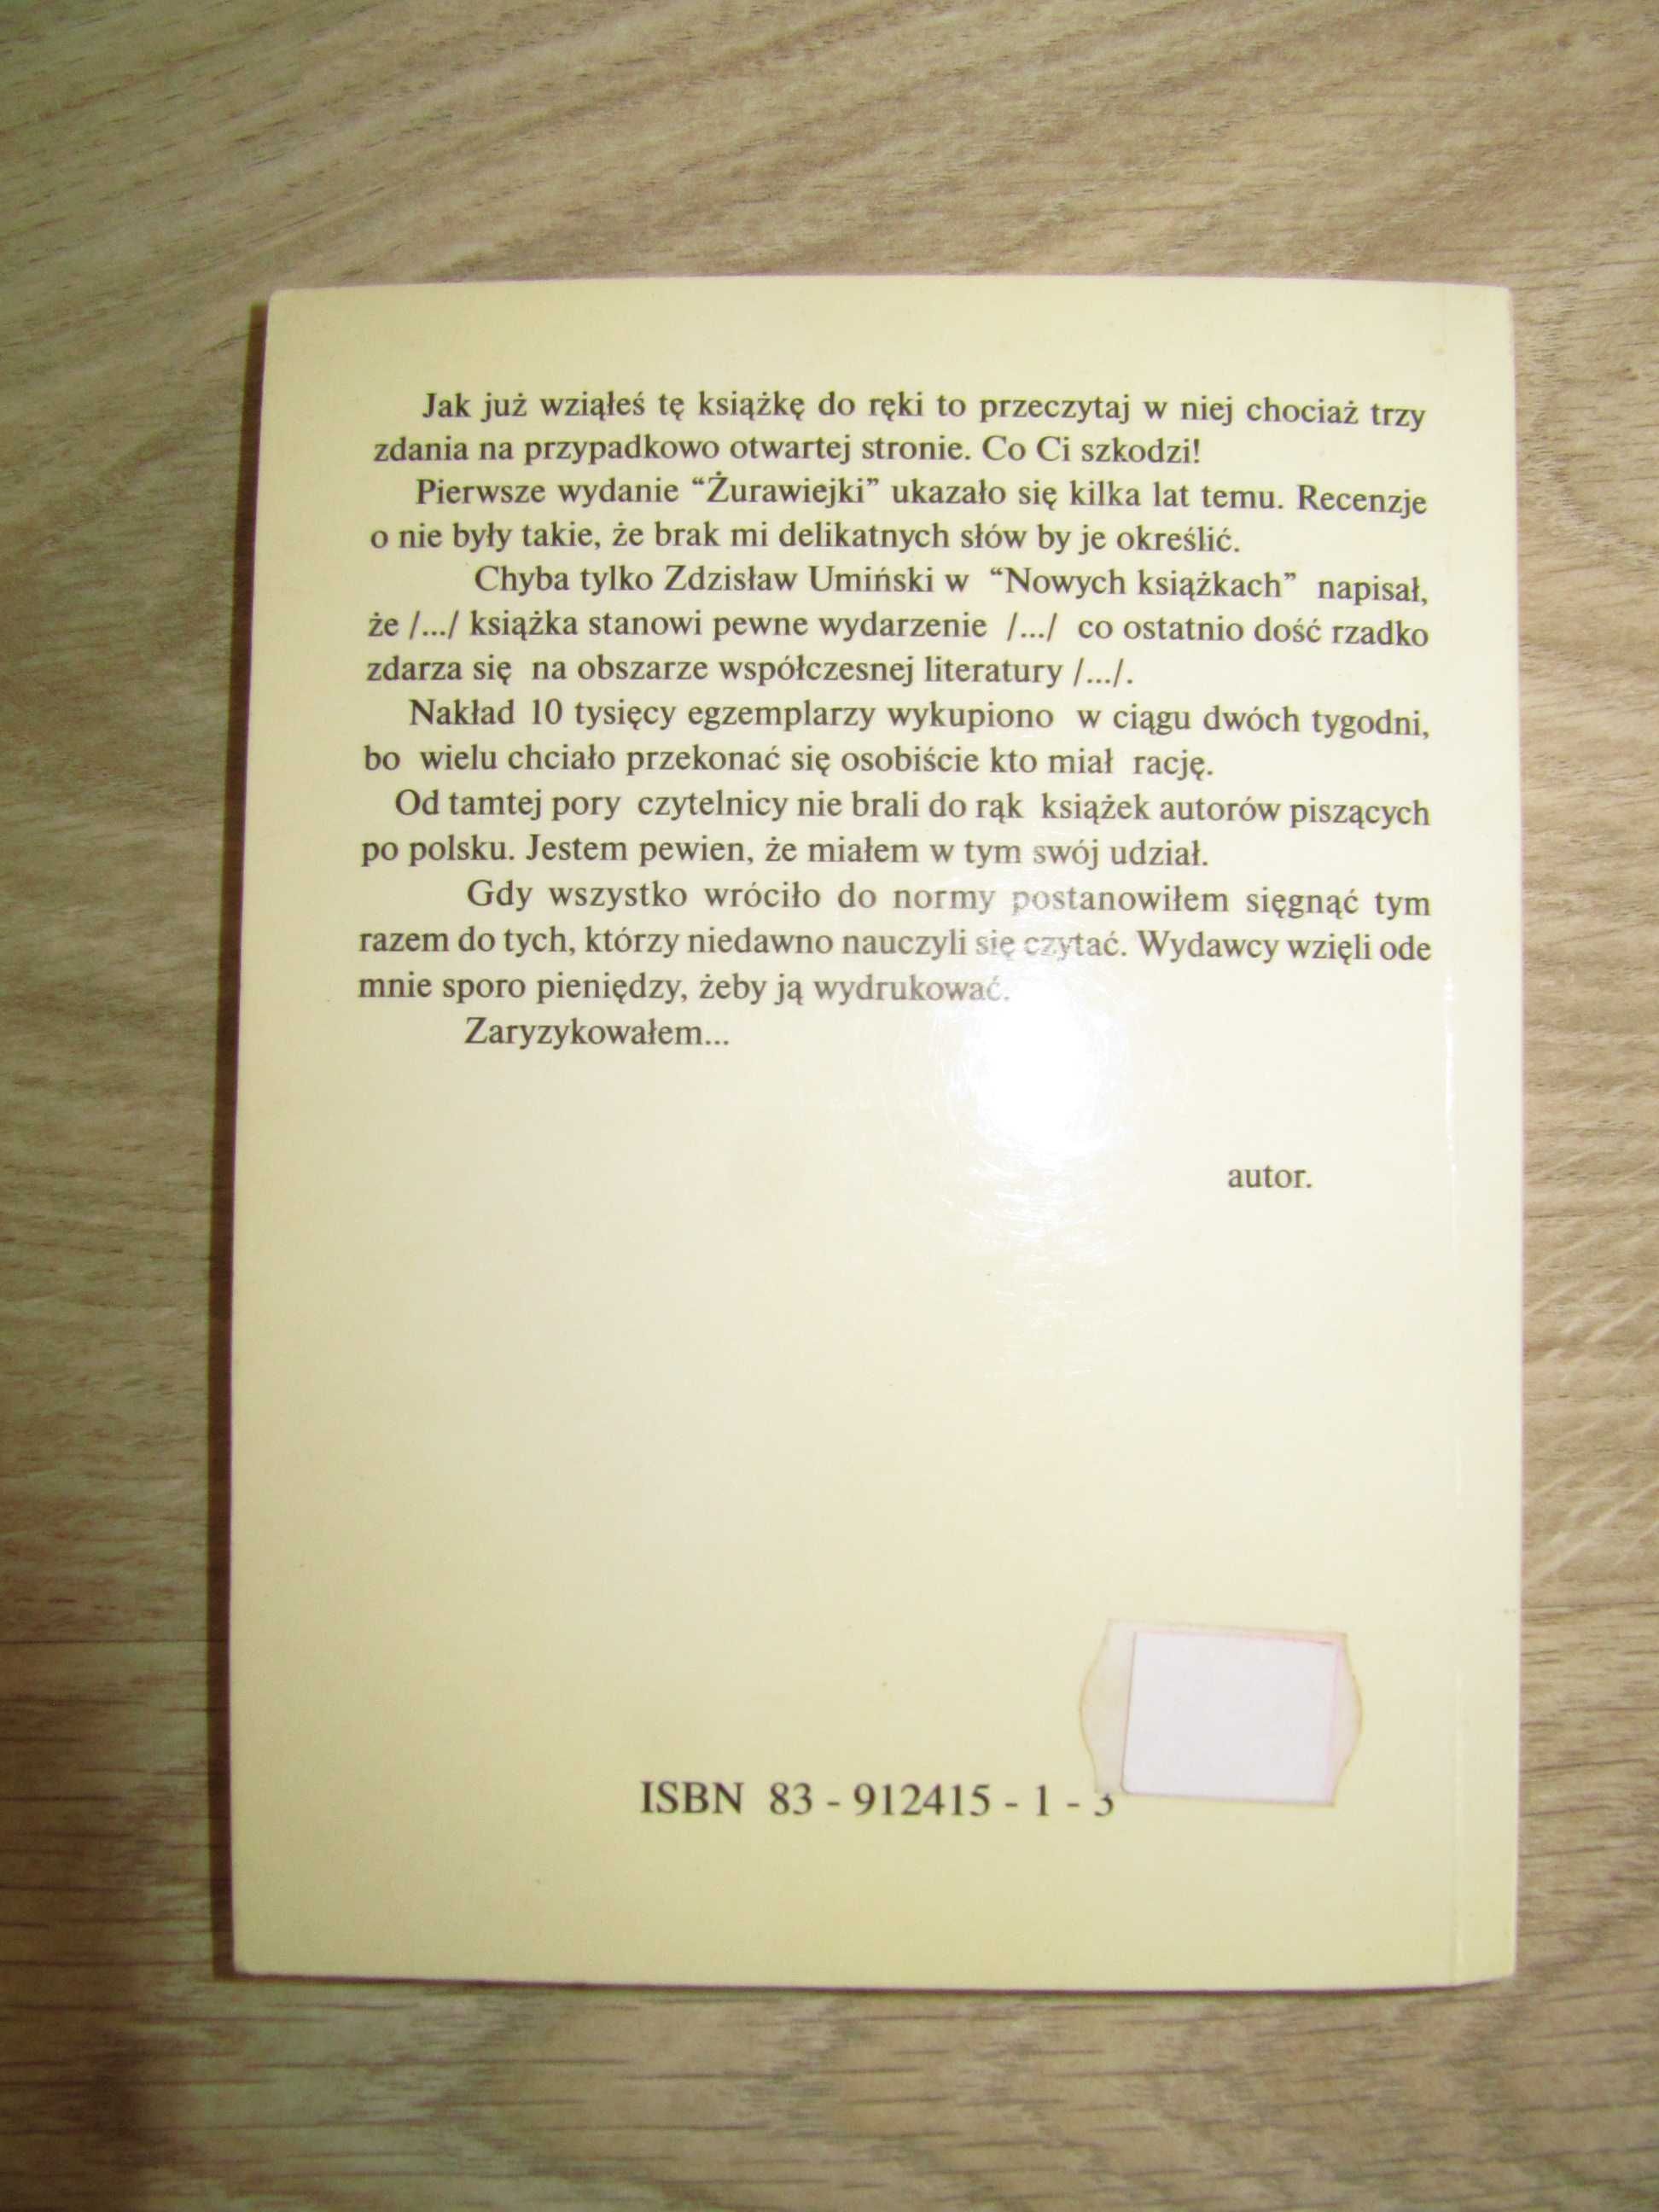 Jak już wziąłeś tę książkę do ręki to przeczytaj w niej chociaż trzy
zdania na przypadkowo otwartej stronie. Co Ci szkodzi!
Pierwsze wydanie “Żurawiejki” ukazało się kilka lat temu. Recenzje
o nie były takie, że brak mi delikatnych słów by je określić.
Chyba tylko Zdzisław Umiński w “Nowych książkach” napisał,
że /.../ książka stanowi pewne wydarzenie /.../ co ostatnio dość rzadko
zdarza się na obszarze współczesnej literatury /.../.
Nakład 10 tysięcy egzemplarzy wykupiono w ciągu dwóch tygodni,
bo wielu chciało przekonać się osobiście kto miał rację.
Od tamtej pory czytelnicy nie brali do rąk książek autorów piszących
po polsku. Jestem pewien, że miałem w tym swój udział.
Gdy wszystko wróciło do normy postanowiłem sięgnąć tym
razem do tych, którzy niedawno nauczyli się czytać. Wydawcy wzięli ode
mnie sporo pieniędzy, żeby ją wydrukować.
Zaryzykowałem...
autor.
ISBN 83 - 912415 - 1 - 3